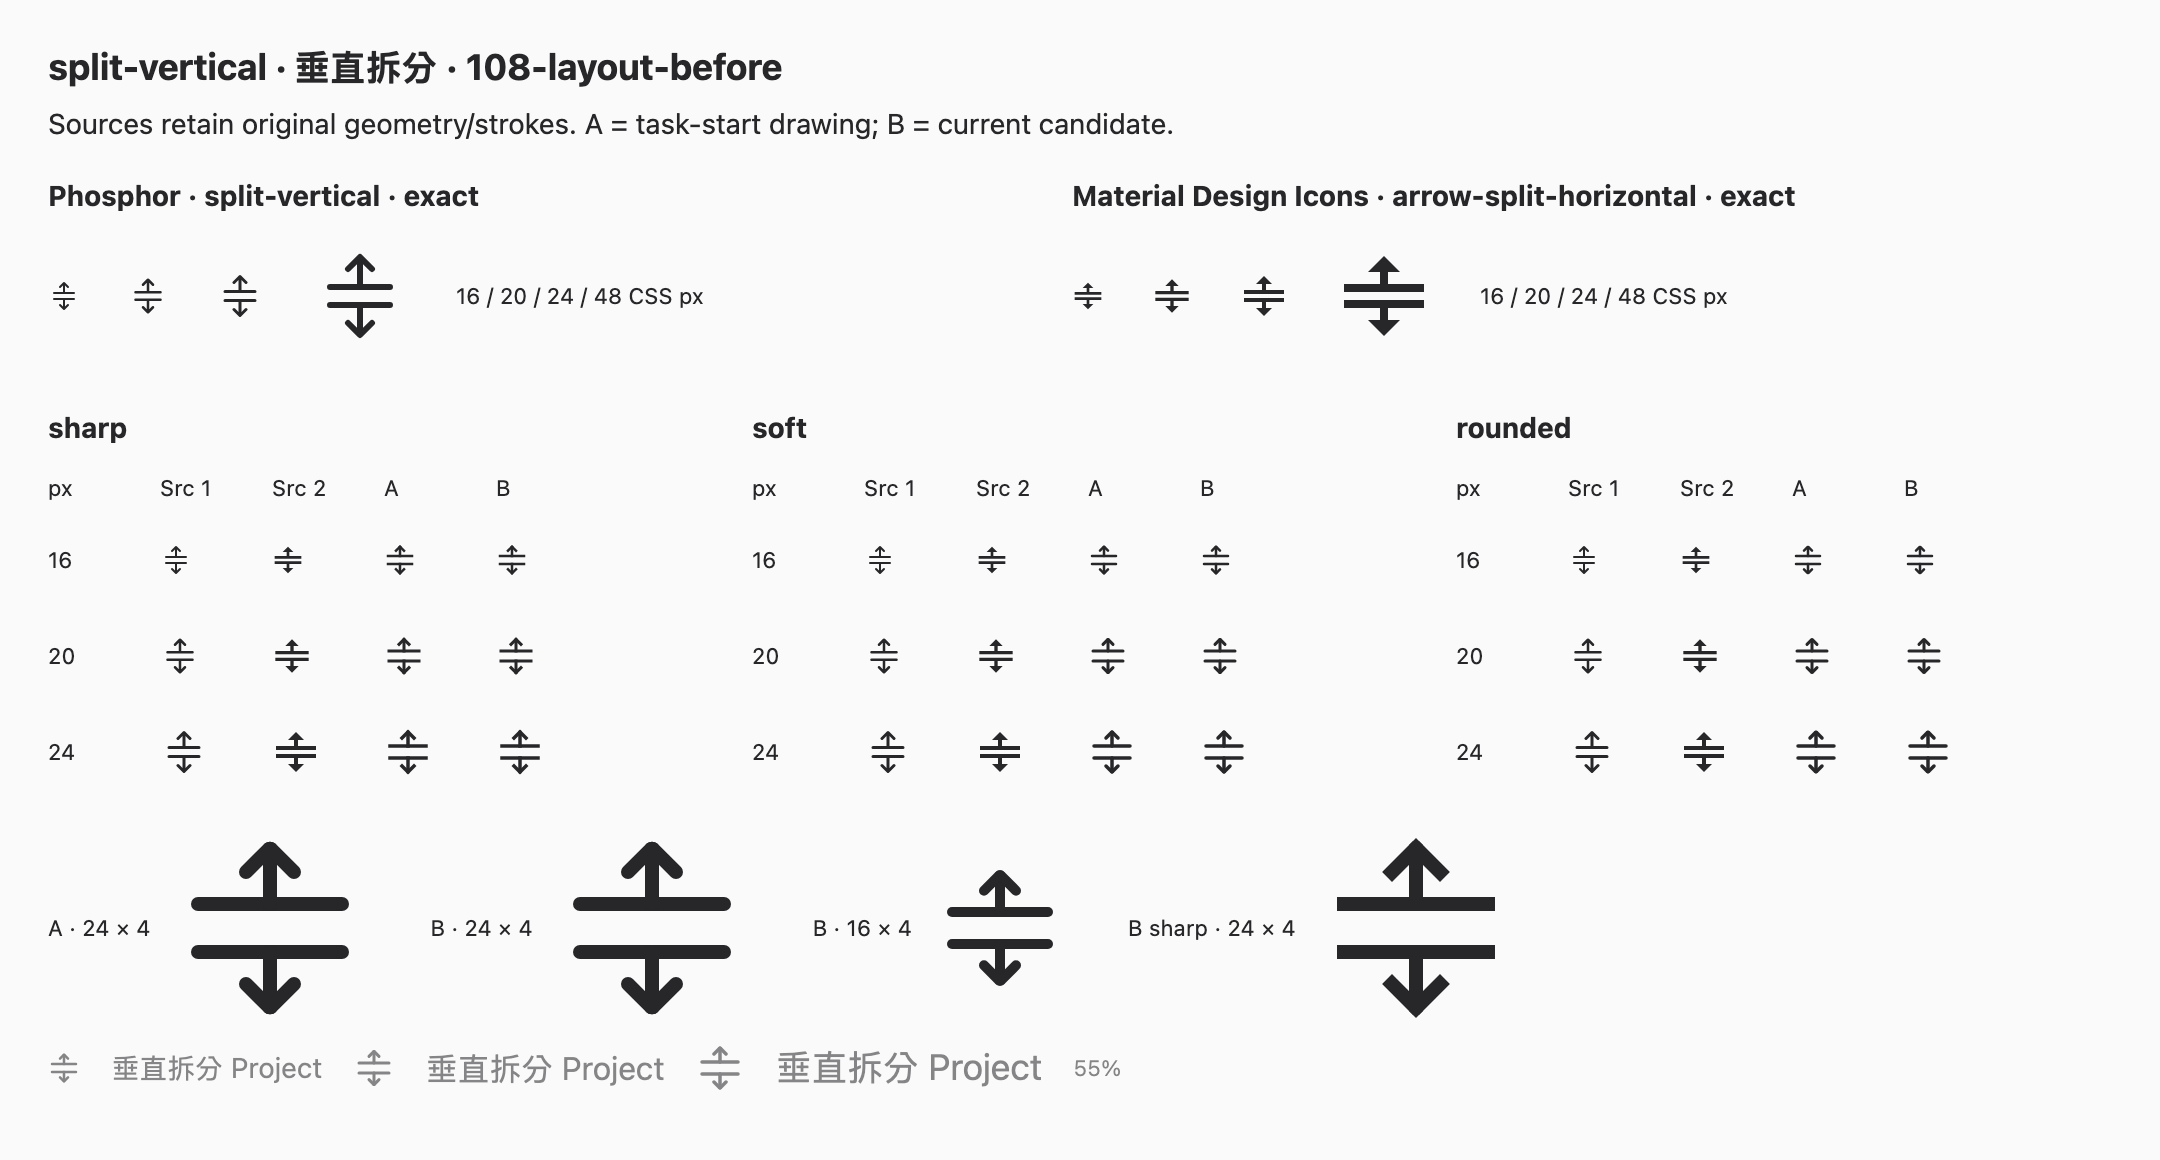 split-vertical · 垂直拆分 · 108-layout-before
Sources retain original geometry/strokes. A = task-start drawing; B = current candidate.
Phosphor · split-vertical · exact
Material Design Icons · arrow-split-horizontal · exact
16 / 20 / 24 / 48 CSS px
16 / 20 / 24 / 48 CSS px
sharp
soft
rounded
px Src 1 Src 2 A B
px Src 1 Src 2 A B
px Src 1 Src 2 A B
16
16
16
20
20
20
24
24
24
A · 24 × 4
B · 24 × 4
B · 16 × 4
B sharp · 24 × 4
垂直拆分 Project
垂直拆分 Project
垂直拆分 Project
55%